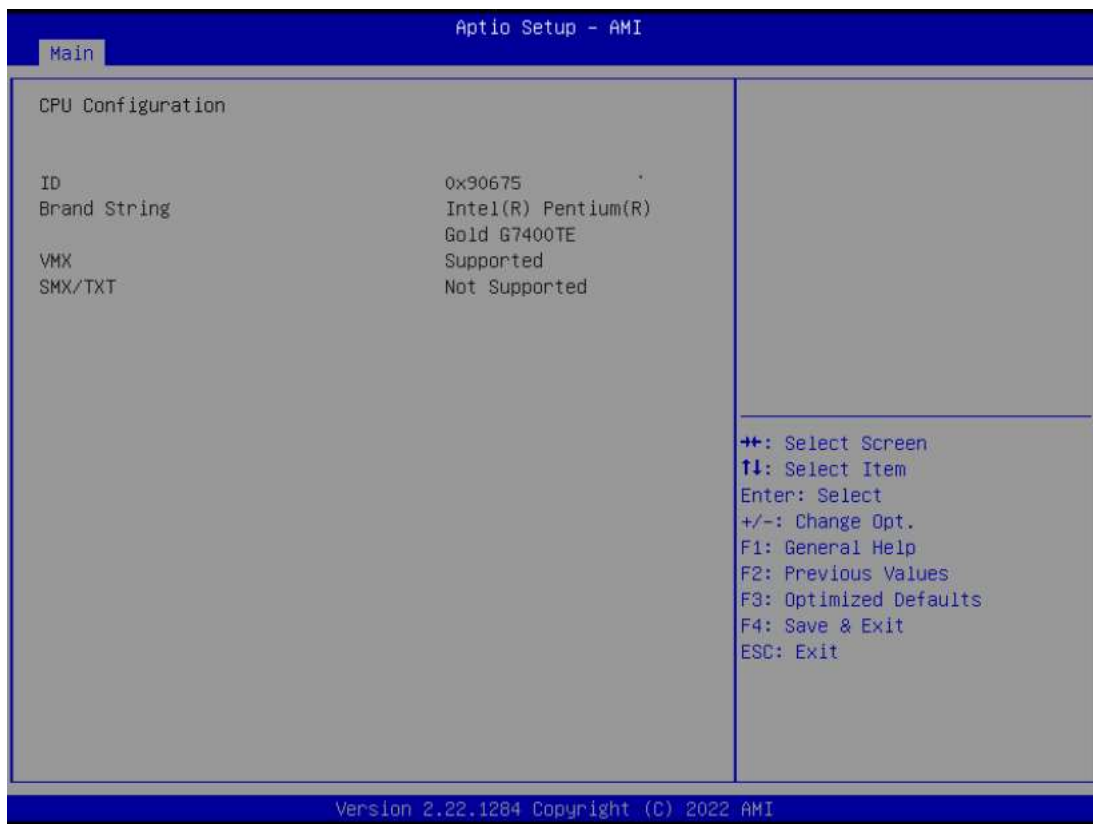 Aptio Setup – AMI
Main
CPU Configuration
ID 0x90675
Brand String Intel(R) Pentium(R)
Gold G7400TE
VMX Supported
SMX/TXT Not Supported
→←: Select Screen
↑↓: Select Item
Enter: Select
+/-: Change Opt.
F1: General Help
F2: Previous Values
F3: Optimized Defaults
F4: Save & Exit
ESC: Exit
Version 2.22.1284 Copyright (C) 2022 AMI